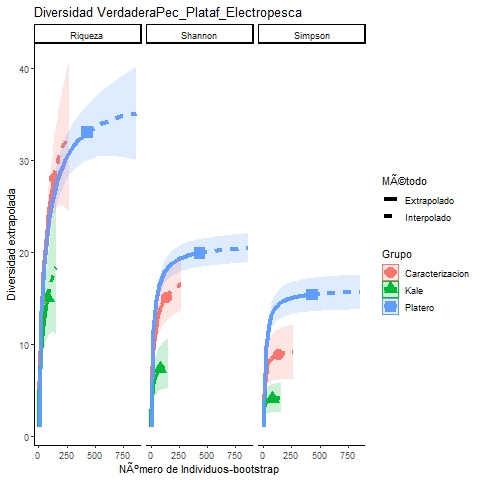 Diversidad VerdaderaPec_Plataf_Electropesca
Riqueza
Shannon
Simpson
40
30
20
10
0
Diversidad extrapolada
0 250 500 750
0 250 500 750
0 250 500 750
NÃºmero de Individuos-bootstrap
MÃ©todo
Extrapolado
Interpolado
Grupo
Caracterizacion
Kale
Platero